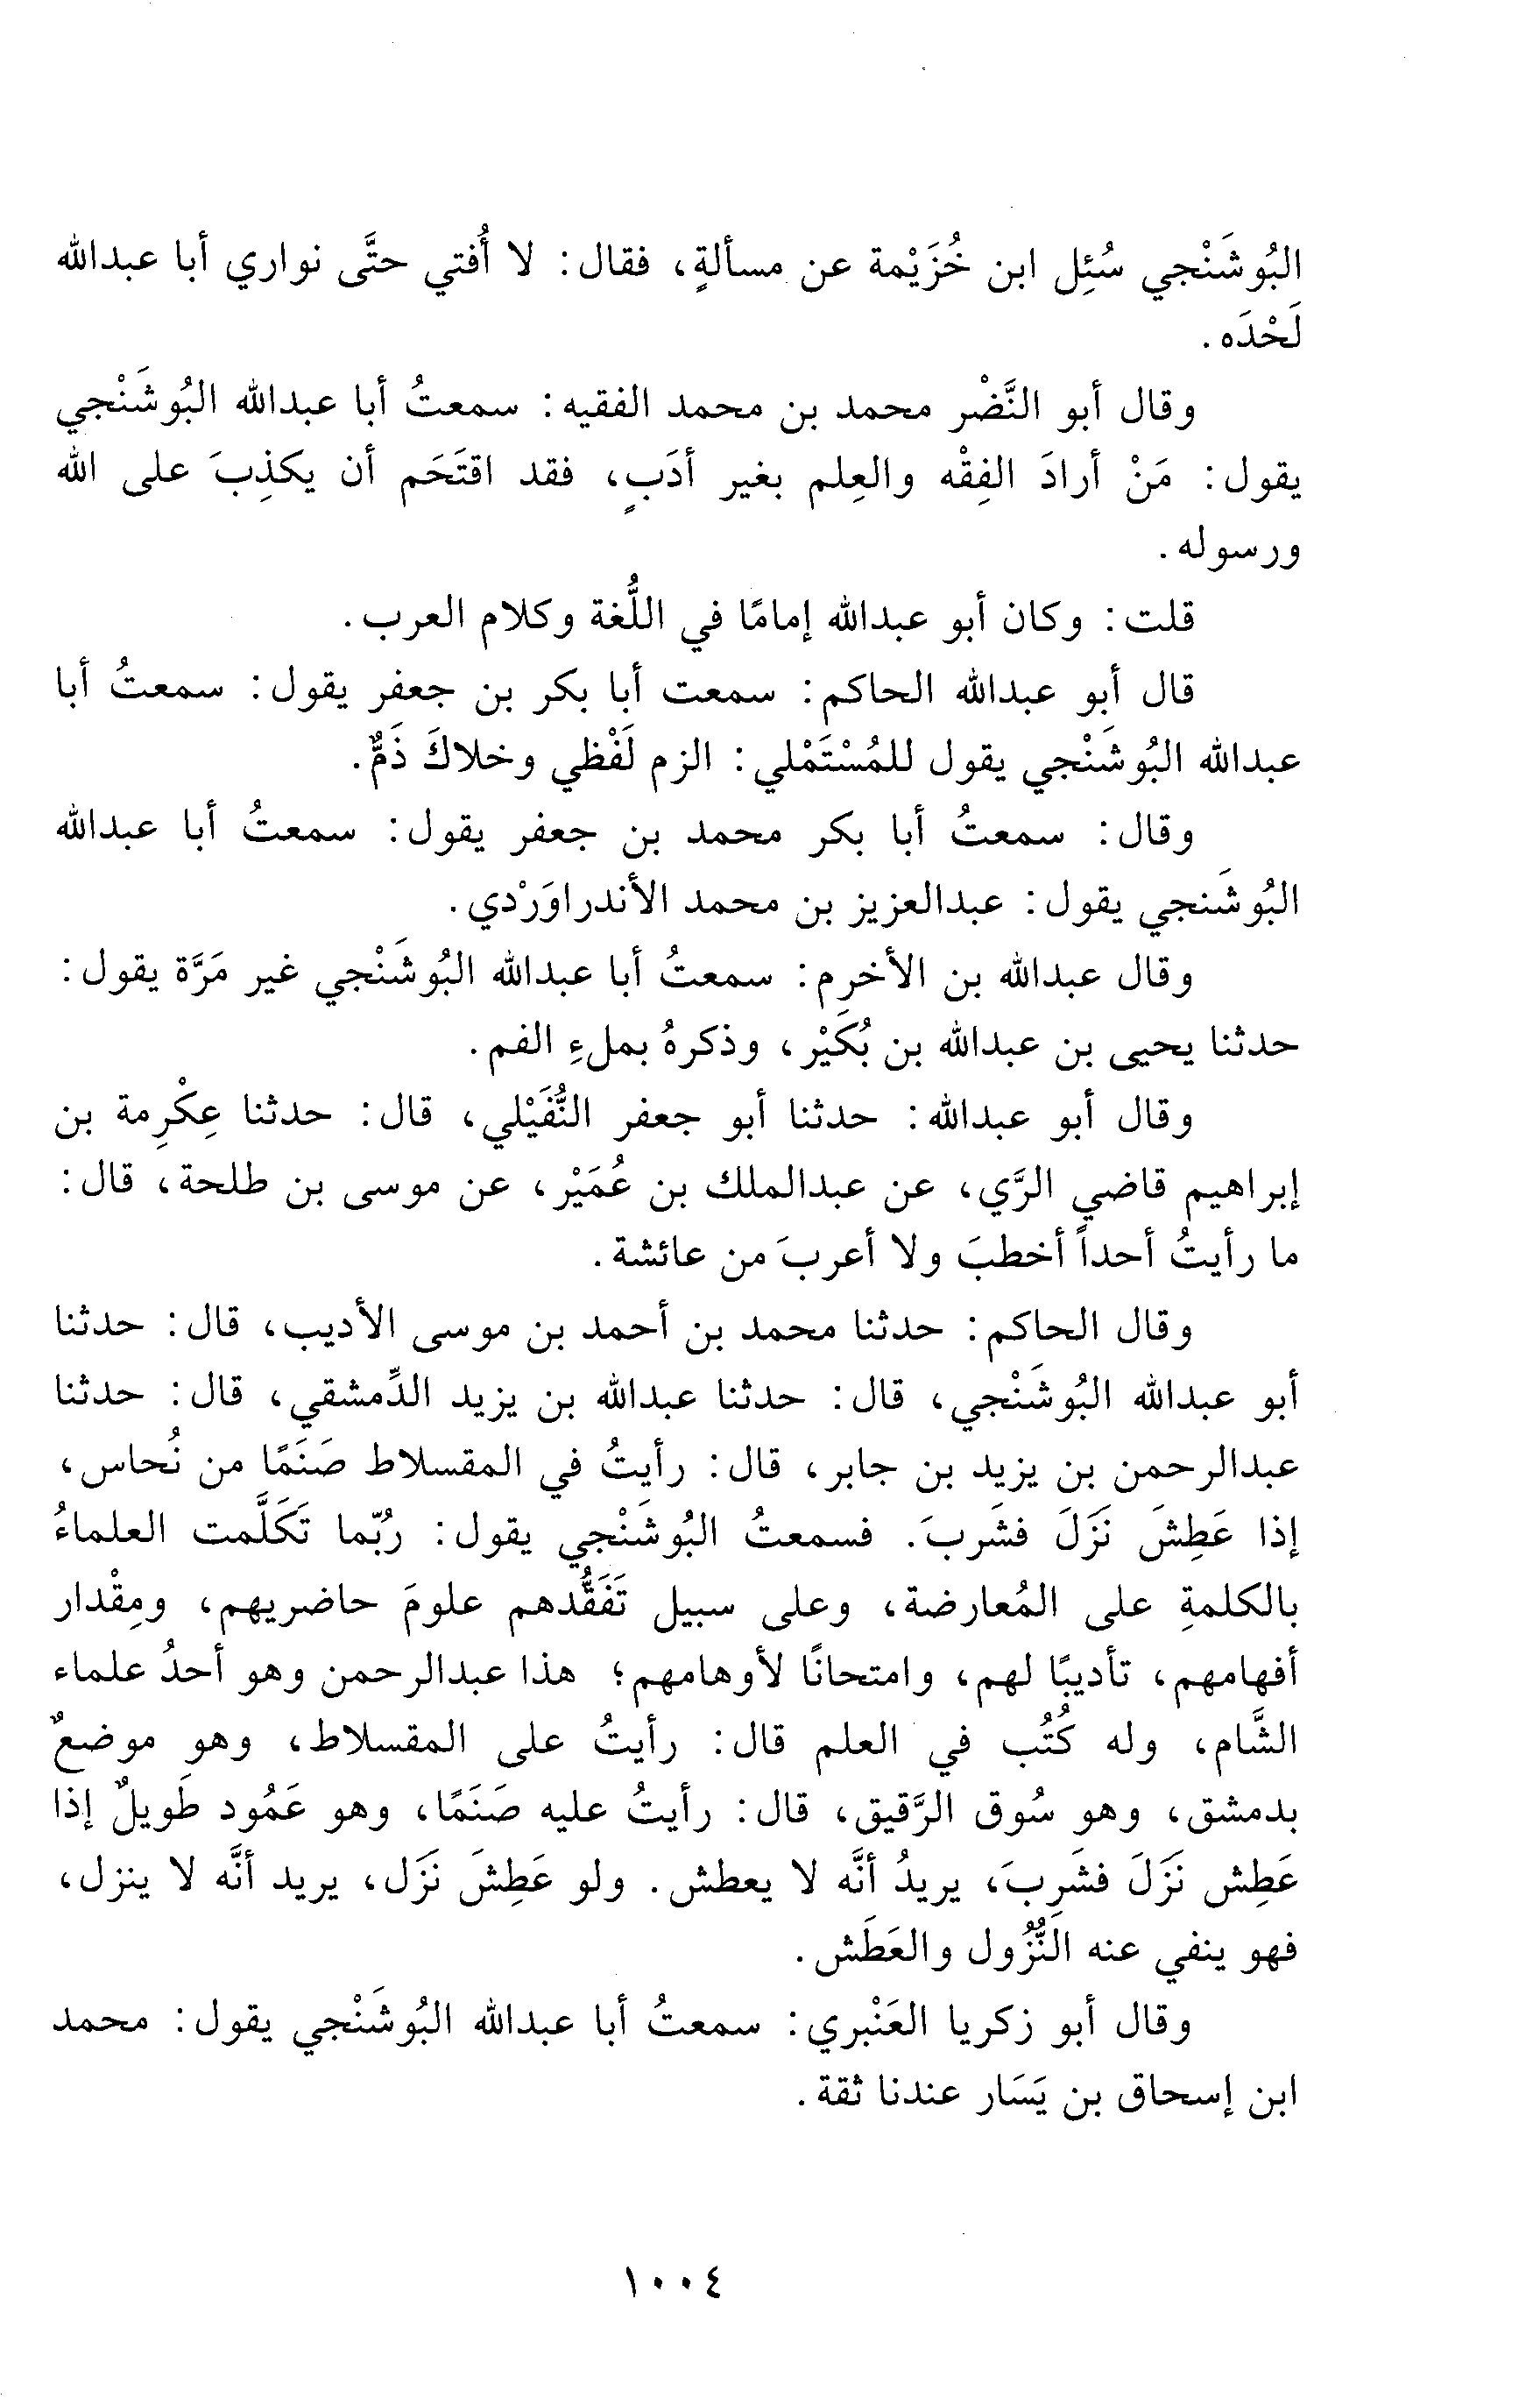 البُوشَنْجي سُئِل ابن خُزَيْمة عن مسألةٍ، فقال: لا أُفتي حتَّى نواري أبا عبدالله
لَحْدَه.
وقال أبو النَّضْر محمد بن محمد الفقيه: سمعتُ أبا عبدالله البُوشَنْجي
يقول: مَنْ أرادَ الفِقْه والعِلم بغير أدَبٍ، فقد اقتَحَم أن يكذِبَ على الله
ورسوله.
قلت: وكان أبو عبدالله إمامًا في اللُّغة وكلام العرب.
قال أبو عبدالله الحاكم: سمعت أبا بكر بن جعفر يقول: سمعتُ أبا
عبدالله البُوشَنْجي يقول للمُسْتَمْلي: الزم لَفْظي وخلاكَ ذَمٌّ.
وقال: سمعتُ أبا بكر محمد بن جعفر يقول: سمعتُ أبا عبدالله
البُوشَنجي يقول: عبدالعزيز بن محمد الأندراوَرْدي.
وقال عبدالله بن الأخرِم: سمعتُ أبا عبدالله البُوشَنْجي غير مَرَّة يقول:
حدثنا يحيى بن عبدالله بن بُكَيْر، وذكرهُ بملءِ الفم.
وقال أبو عبدالله: حدثنا أبو جعفر النُّفَيْلي، قال: حدثنا عِكْرِمة بن
إبراهيم قاضي الرَّي، عن عبدالملك بن عُمَيْر، عن موسى بن طلحة، قال:
ما رأيتُ أحداً أخطبَ ولا أعربَ من عائشة.
وقال الحاكم: حدثنا محمد بن أحمد بن موسى الأديب، قال: حدثنا
أبو عبدالله البُوشَنْجي، قال: حدثنا عبدالله بن يزيد الدِّمشقي، قال: حدثنا
عبدالرحمن بن يزيد بن جابر، قال: رأيتُ في المقسلاط صَنَمًا من نُحاس،
إذا عَطِشَ نَزَلَ فشَربَ. فسمعتُ البُوشَنْجي يقول: رُبّما تَكَلَّمت العلماءُ
بالكلمةِ على المُعارضة، وعلى سبيل تَفَقُّدهم علومَ حاضريهم، ومِقْدار
أفهامهم، تأديبًا لهم، وامتحانًا لأوهامهم؛ هذا عبدالرحمن وهو أحدُ علماء
الشَّام، وله كُتُب في العلم قال: رأيتُ على المقسلاط، وهو موضعٌ
بدمشق، وهو سُوق الرَّقيق، قال: رأيتُ عليه صَنَمًا، وهو عَمُود طَويلٌ إذا
عَطِش نَزَلَ فشَرِبَ، يريدُ أنَّه لا يعطش. ولو عَطِشَ نَزَل، يريد أنَّه لا ينزل،
فهو ينفي عنه النُّزُول والعَطَش.
وقال أبو زكريا العَنْبري: سمعتُ أبا عبدالله البُوشَنْجي يقول: محمد
ابن إسحاق بن يَسَار عندنا ثقة.
١٠٠٤